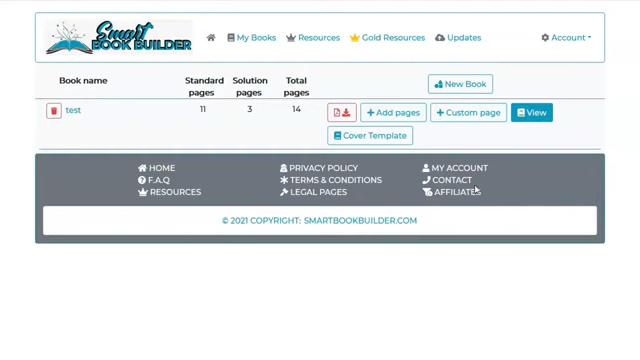 Smart
BOOK BUILDER
My Books Resources Gold Resources Updates Account
Book name Standard pages Solution pages Total pages New Book
test 11 3 14 Add pages Custom page View
Cover Template
HOME PRIVACY POLICY MY ACCOUNT
F.A.Q TERMS & CONDITIONS CONTACT
RESOURCES LEGAL PAGES AFFILIATES
© 2021 COPYRIGHT: SMARTBOOKBUILDER.COM